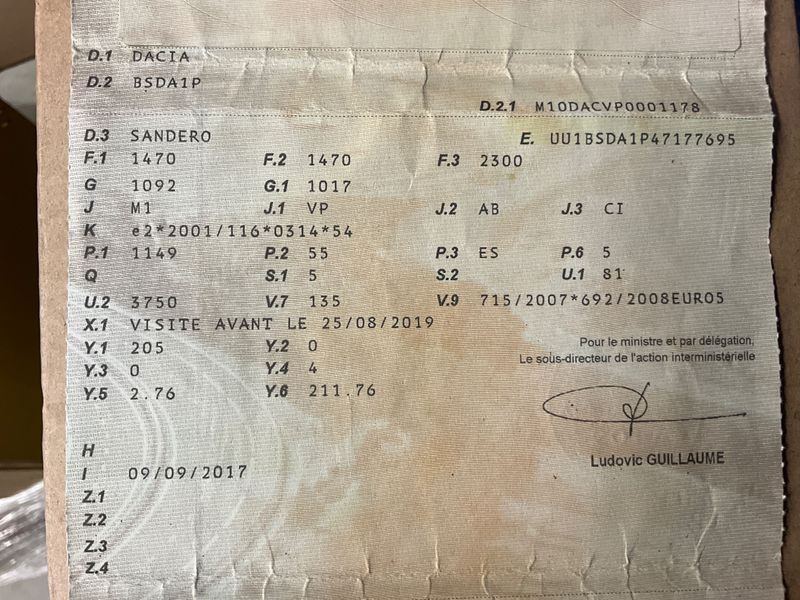 D.1 DACIA
D.2 BSDA1P
D.2.1 M10DACVP0001178
D.3 SANDERO E. UU1BSDA1P47177695
F.1 1470 F.2 1470 F.3 2300
G 1092 G.1 1017
J M1 J.1 VP J.2 AB J.3 CI
K e2*2001/116*0314*54
P.1 1149 P.2 55 P.3 ES P.6 5
Q S.1 5 S.2 U.1 81
U.2 3750 V.7 135 V.9 715/2007*692/2008EURO5
X.1 VISITE AVANT LE 25/08/2019
Y.1 205 Y.2 0
Pour le ministre et par délégation,
Le sous-directeur de l'action interministérielle
Y.3 0 Y.4 4
Y.5 2.76 Y.6 211.76
H
Ludovic GUILLAUME
I 09/09/2017
Z.1
Z.2
Z.3
Z.4